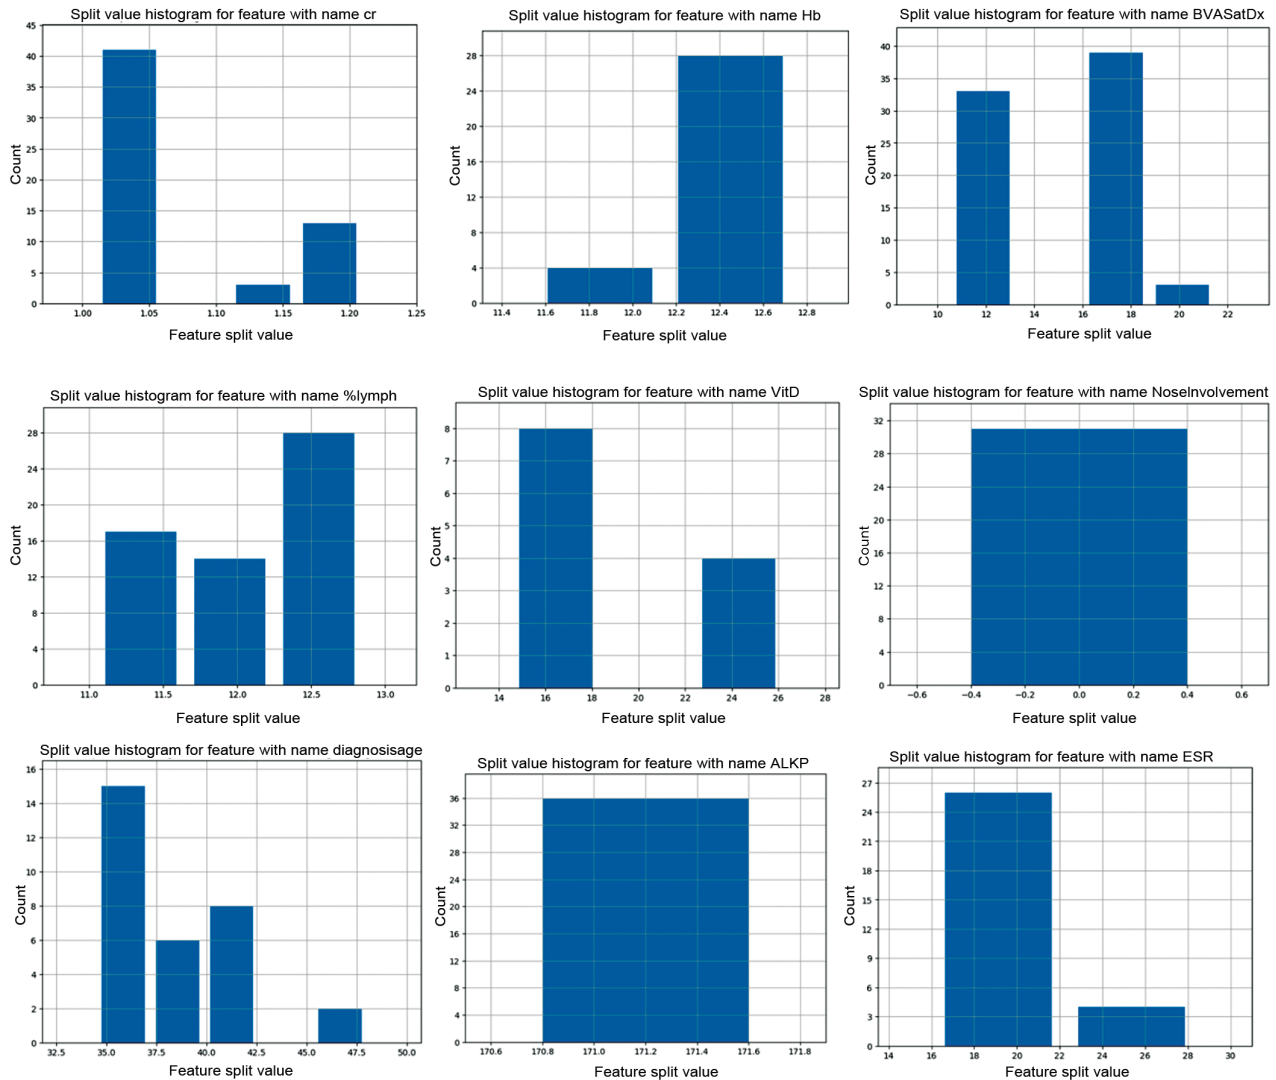 Split value histogram for feature with name cr
45
40
35
30
25
20
15
10
5
0
Count
1.00 1.05 1.10 1.15 1.20 1.25
Feature split value
Split value histogram for feature with name Hb
28
24
20
16
12
8
4
0
Count
11.4 11.6 11.8 12.0 12.2 12.4 12.6 12.8
Feature split value
Split value histogram for feature with name BVASatDx
40
35
30
25
20
15
10
5
0
Count
10 12 14 16 18 20 22
Feature split value
Split value histogram for feature with name %lymph
28
24
20
16
12
8
4
0
Count
11.0 11.5 12.0 12.5 13.0
Feature split value
Split value histogram for feature with name VitD
8
7
6
5
4
3
2
1
0
Count
14 16 18 20 22 24 26 28
Feature split value
Split value histogram for feature with name NoseInvolvement
32
28
24
20
16
12
8
4
0
Count
−0.6 −0.4 −0.2 0.0 0.2 0.4 0.6
Feature split value
Split value histogram for feature with name diagnosisage
16
14
12
10
8
6
4
2
0
Count
32.5 35.0 37.5 40.0 42.5 45.0 47.5 50.0
Feature split value
Split value histogram for feature with name ALKP
36
32
28
24
20
16
12
8
4
0
Count
170.6 170.8 171.0 171.2 171.4 171.6 171.8
Feature split value
Split value histogram for feature with name ESR
27
24
21
18
15
12
9
6
3
0
Count
14 16 18 20 22 24 26 28 30
Feature split value